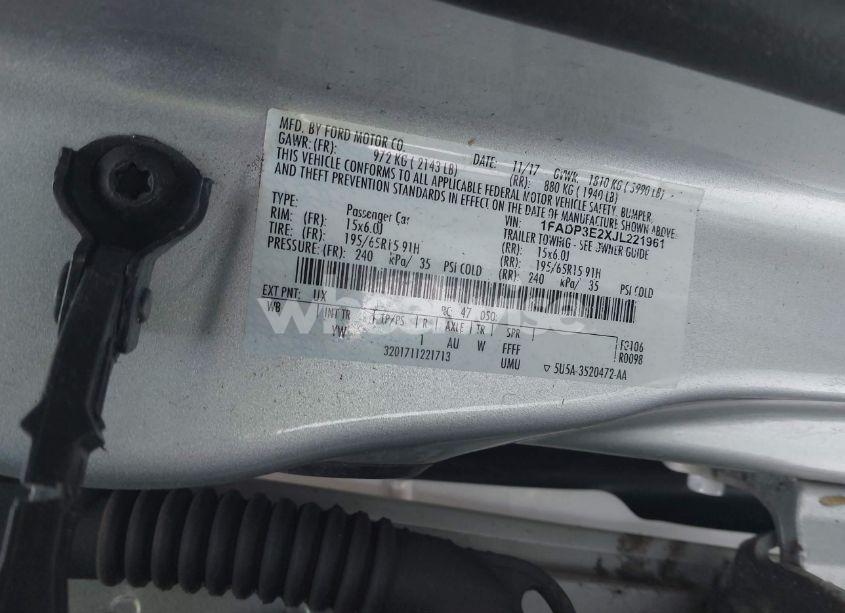 MFD. BY FORD MOTOR CO. DATE: 11/17 GVWR: 1810 KG (3990 LB)
GAWR: (FR): 972 KG (2143 LB) (RR): 880 KG (1940 LB)
THIS VEHICLE CONFORMS TO ALL APPLICABLE FEDERAL MOTOR VEHICLE SAFETY, BUMPER,
AND THEFT PREVENTION STANDARDS IN EFFECT ON THE DATE OF MANUFACTURE SHOWN ABOVE.
VIN: 1FADP3E2XJL221961
TYPE: Passenger Car TRAILER TOWING - SEE OWNER GUIDE
RIM: (FR): 15x6.0J (RR): 15x6.0J
TIRE: (FR): 195/65R15 91H (RR): 195/65R15 91H
PRESSURE: (FR): 240 kPa/ 35 PSI COLD (RR): 240 kPa/ 35 PSI COLD
EXT PNT: UX RC: 47 DSO:
WB INT TR TP/PS R AXLE TR SPR F3106
YW 1 AU W FFFF R0098
3201711221713 UMU ▽ 5U5A-3520472-AA